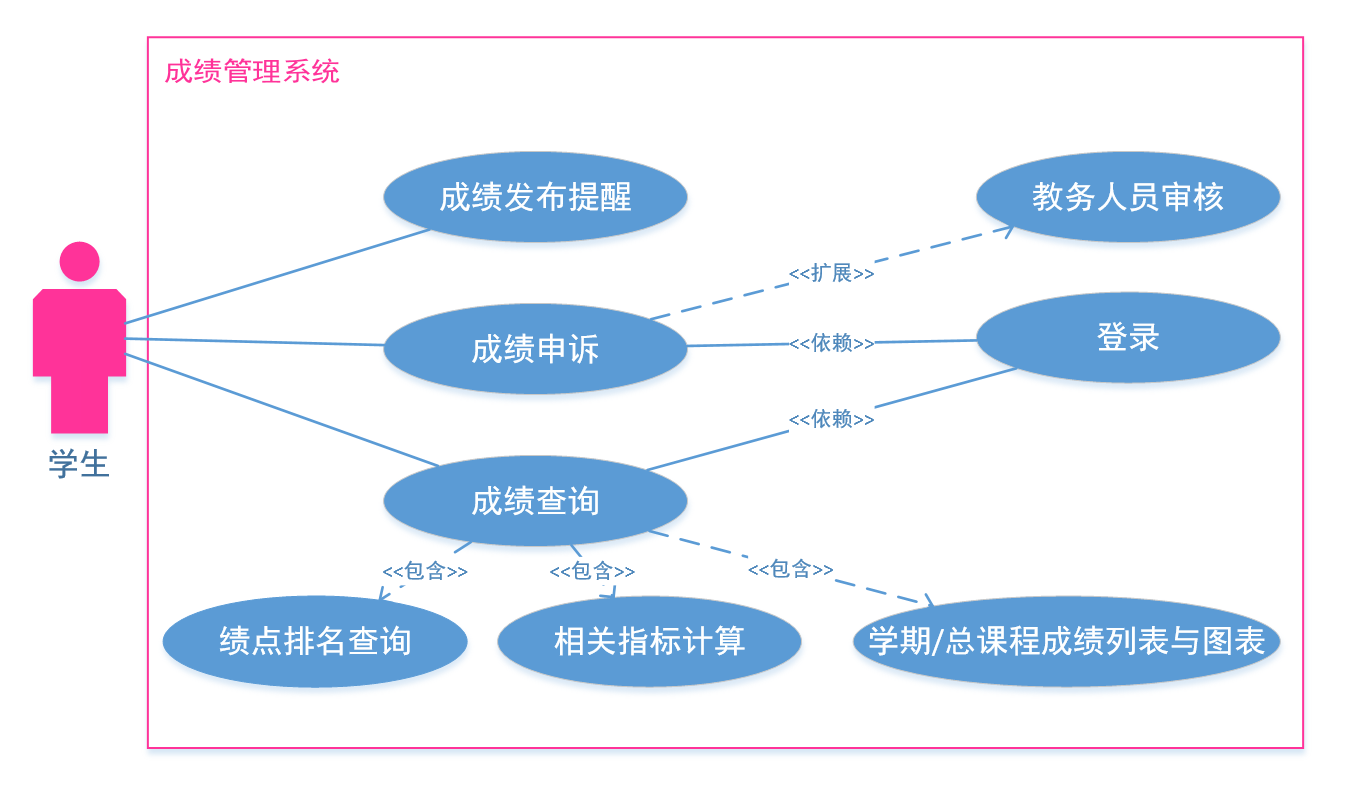 成绩管理系统
成绩发布提醒
教务人员审核
<<扩展>>
成绩申诉
<<依赖>>
登录
<<依赖>>
学生
成绩查询
<<包含>>
<<包含>>
<<包含>>
绩点排名查询
相关指标计算
学期/总课程成绩列表与图表